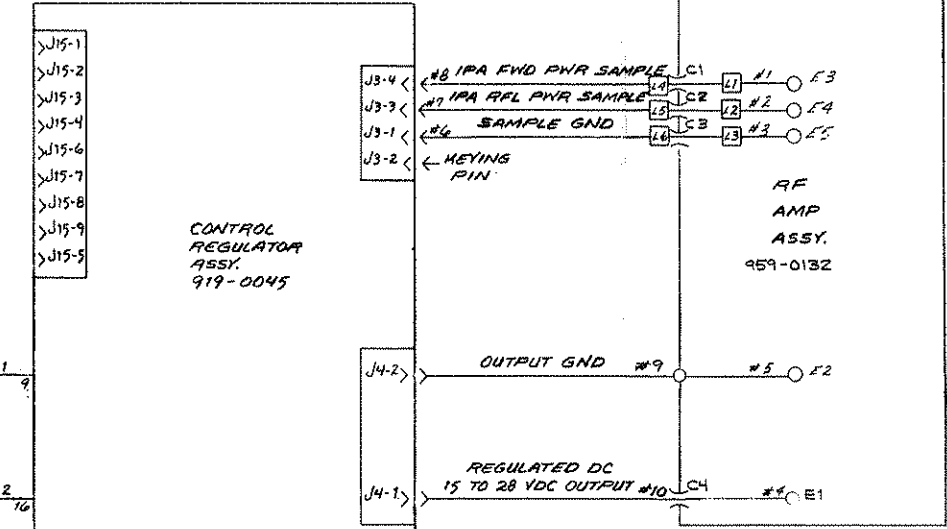 J15-1
J15-2
J15-3
J15-4
J15-6
J15-7
J15-8
J15-9
J15-5
CONTROL
REGULATOR
ASSY.
919-0045
J3-4 #8 IPA FWD PWR SAMPLE L4 C1 L1 #1 E3
J3-3 #7 IPA RFL PWR SAMPLE L5 C2 L2 #2 E4
J3-1 #6 SAMPLE GND L6 C3 L3 #3 E5
J3-2 KEYING
PIN
RF
AMP
ASSY.
959-0132
1
9
J4-2 OUTPUT GND #9 #5 E2
2
16
REGULATED DC
J4-1 15 TO 28 VDC OUTPUT #10 C4 #4 E1